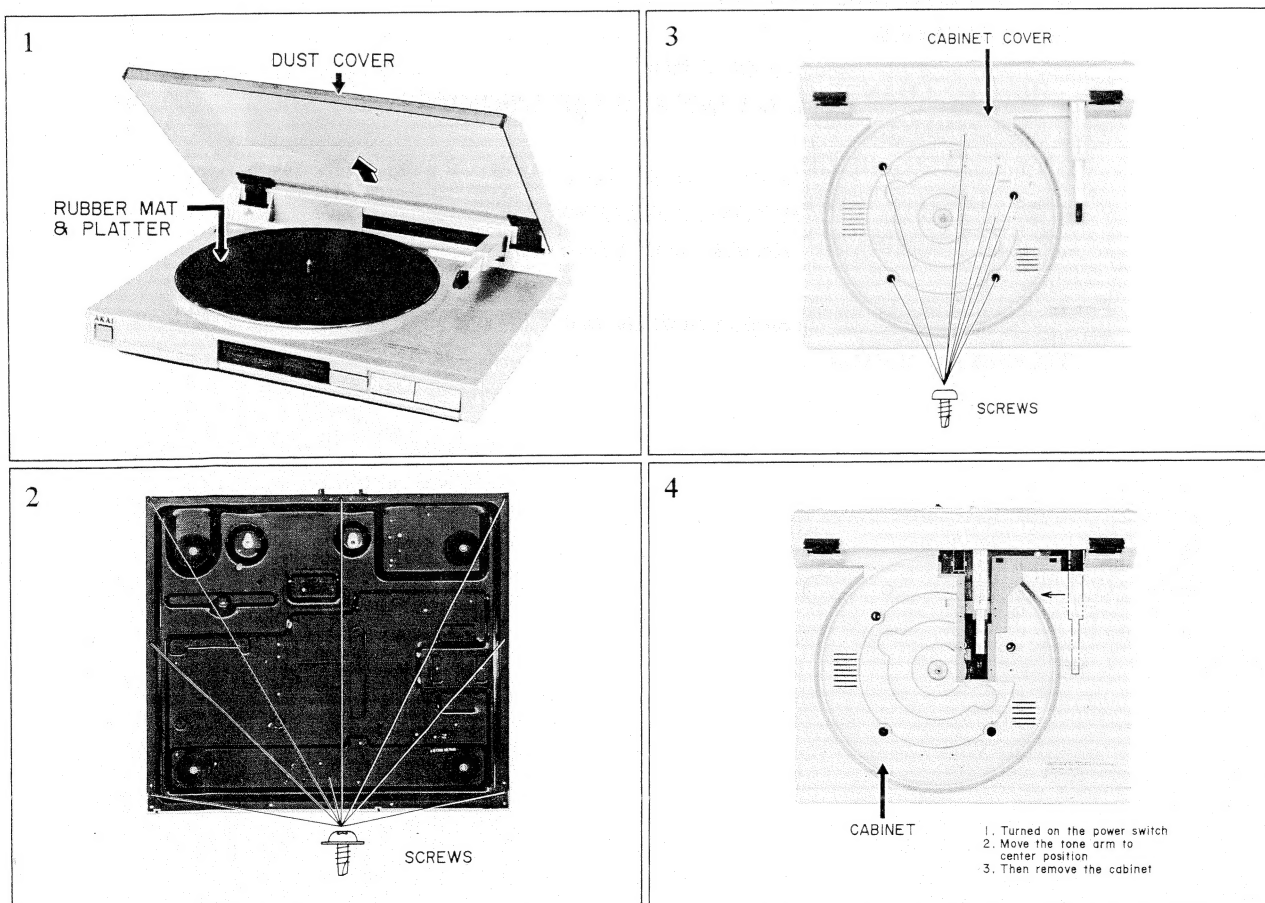 1
DUST COVER
RUBBER MAT
& PLATTER
AKAI
2
SCREWS
3
CABINET COVER
SCREWS
4
CABINET
1. Turned on the power switch
2. Move the tone arm to
center position
3. Then remove the cabinet